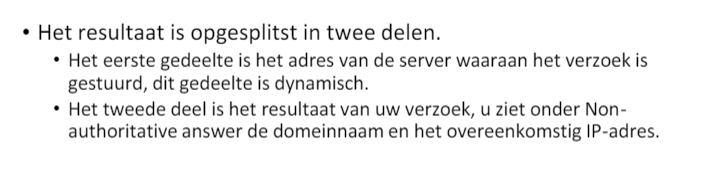 • Het resultaat is opgesplitst in twee delen.
• Het eerste gedeelte is het adres van de server waaraan het verzoek is
gestuurd, dit gedeelte is dynamisch.
• Het tweede deel is het resultaat van uw verzoek, u ziet onder Non-
authoritative answer de domeinnaam en het overeenkomstig IP-adres.